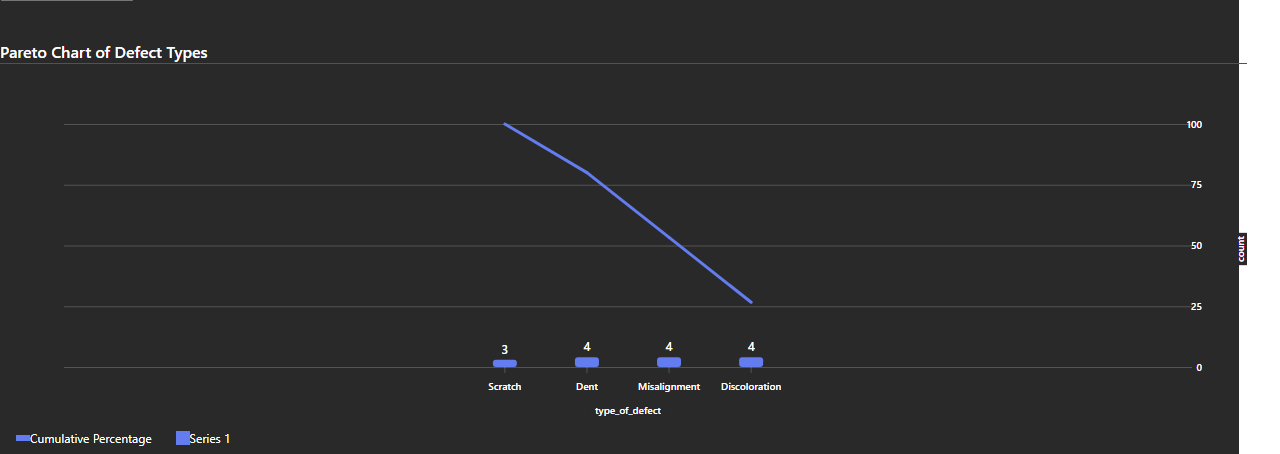 Pareto Chart of Defect Types
100
75
50
count
25
0
3
4
4
4
Scratch
Dent
Misalignment
Discoloration
type_of_defect
Cumulative Percentage
Series 1